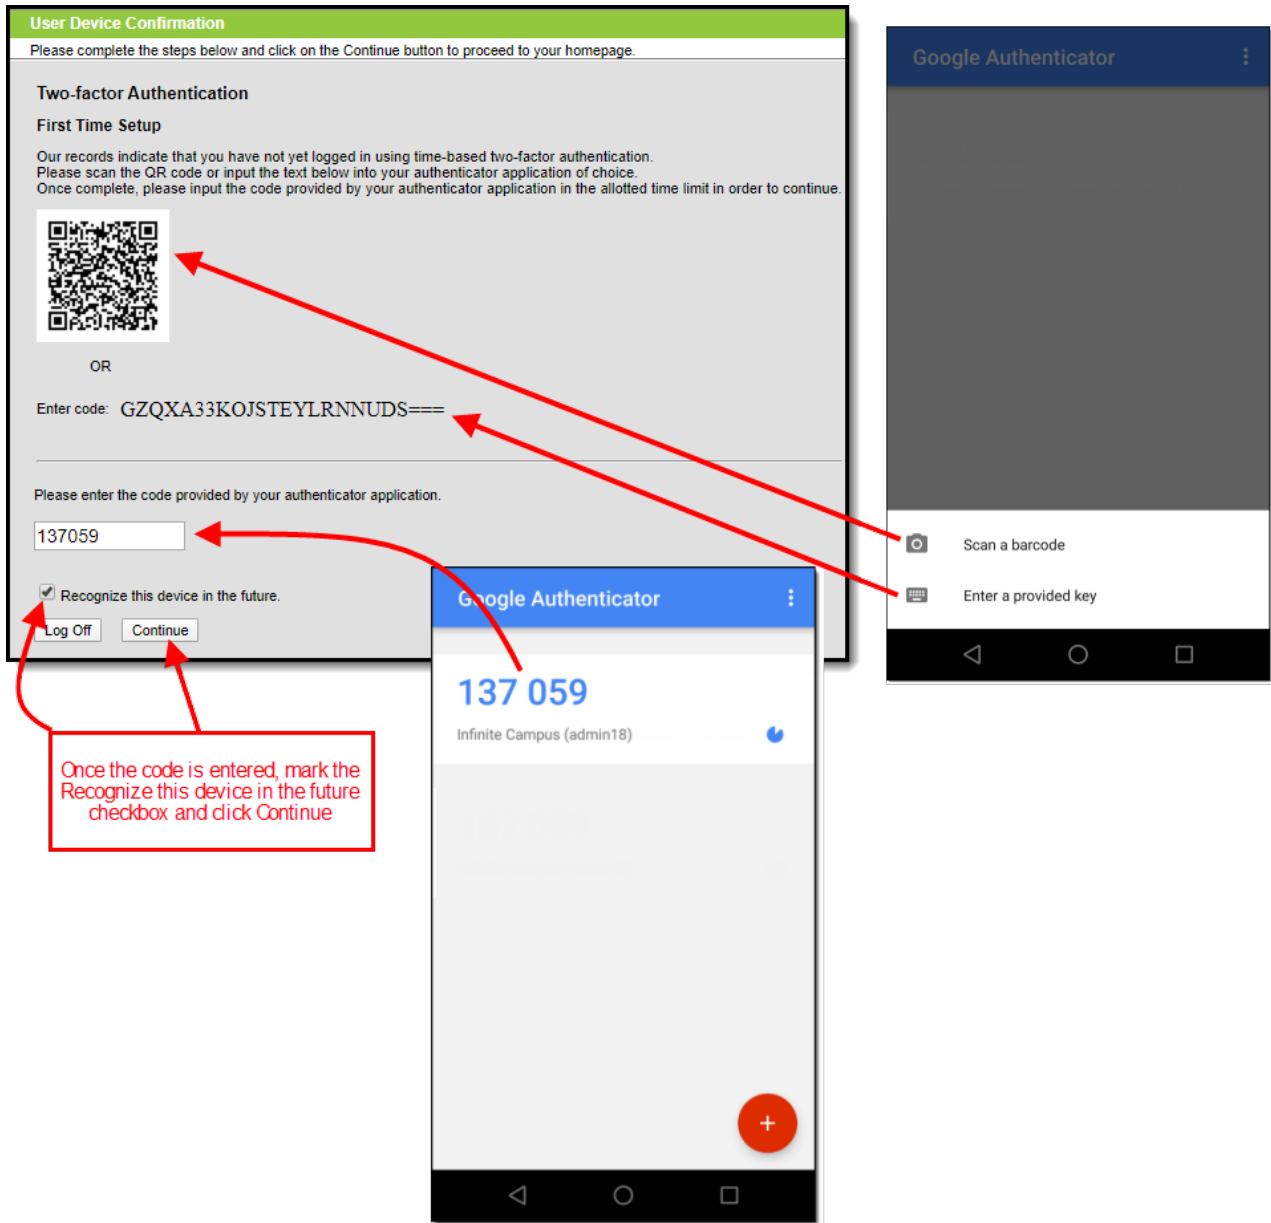 User Device Confirmation
Please complete the steps below and click on the Continue button to proceed to your homepage.
Two-factor Authentication
First Time Setup
Our records indicate that you have not yet logged in using time-based two-factor authentication.
Please scan the QR code or input the text below into your authenticator application of choice.
Once complete, please input the code provided by your authenticator application in the allotted time limit in order to continue.
OR
Enter code: GZQXA33KOJSTEYLRNNUDS===
Please enter the code provided by your authenticator application.
137059
Recognize this device in the future.
Log Off Continue
Once the code is entered, mark the
Recognize this device in the future
checkbox and click Continue
Google Authenticator
137 059
Infinite Campus (admin18)
+
Google Authenticator
Scan a barcode
Enter a provided key